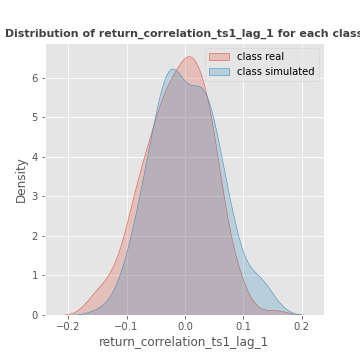 Distribution of return_correlation_ts1_lag_1 for each class
class real
class simulated
Density
6
5
4
3
2
1
0
−0.2 −0.1 0.0 0.1 0.2
return_correlation_ts1_lag_1